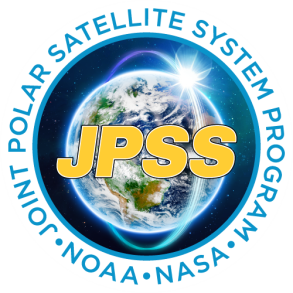 JOINT POLAR SATELLITE SYSTEM PROGRAM
JPSS
•NOAA•NASA•